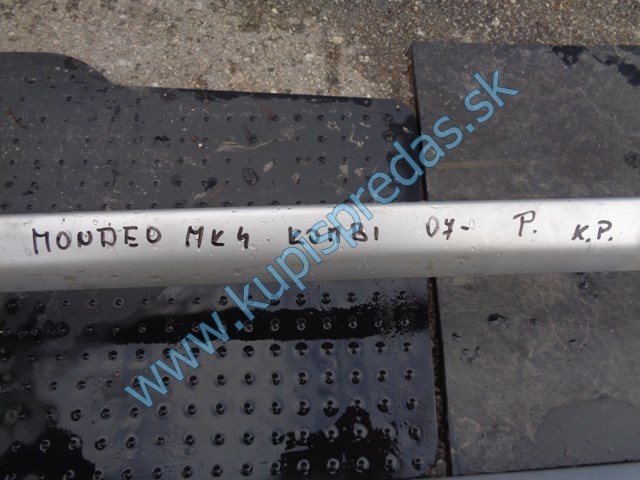 MONDEO MK4 KOMBI 07- P. K.P.
www.kupispredas.sk